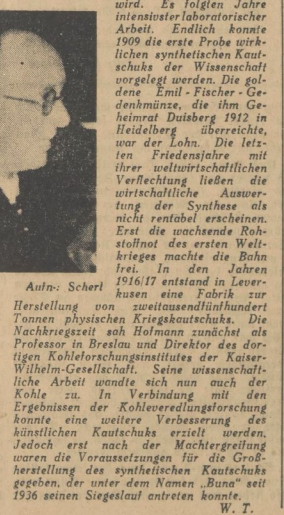 wird. Es folgten Jahre
intensivster laboratorischer
Arbeit. Endlich konnte
1909 die erste Probe wirk-
lichen synthetischen Kaut-
schuks der Wissenschaft
vorgelegt werden. Die gol-
dene Emil - Fischer - Ge-
denkmünze, die ihm Ge-
heimrat Duisberg 1912 in
Heidelberg überreichte,
war der Lohn. Die letz-
ten Friedensjahre mit
ihrer weltwirtschaftlichen
Verflechtung ließen die
wirtschaftliche Auswer-
tung der Synthese als
nicht rentabel erscheinen.
Erst die wachsende Roh-
stoffnot des ersten Welt-
krieges machte die Bahn
frei. In den Jahren
1916/17 entstand in Lever-
Aufn.: Scherl
kusen eine Fabrik zur
Herstellung von zweitausendfünfhundert
Tonnen physischen Kriegskautschuks. Die
Nachkriegszeit sah Hofmann zunächst als
Professor in Breslau und Direktor des dor-
tigen Kohleforschungsinstitutes der Kaiser-
Wilhelm-Gesellschaft. Seine wissenschaft-
liche Arbeit wandte sich nun auch der
Kohle zu. In Verbindung mit den
Ergebnissen der Kohleveredlungsforschung
konnte eine weitere Verbesserung des
künstlichen Kautschuks erzielt werden.
Jedoch erst nach der Machtergreifung
waren die Voraussetzungen für die Groß-
herstellung des synthetischen Kautschuks
gegeben, der unter dem Namen „Buna" seit
1936 seinen Siegeslauf antreten konnte.
W. T.